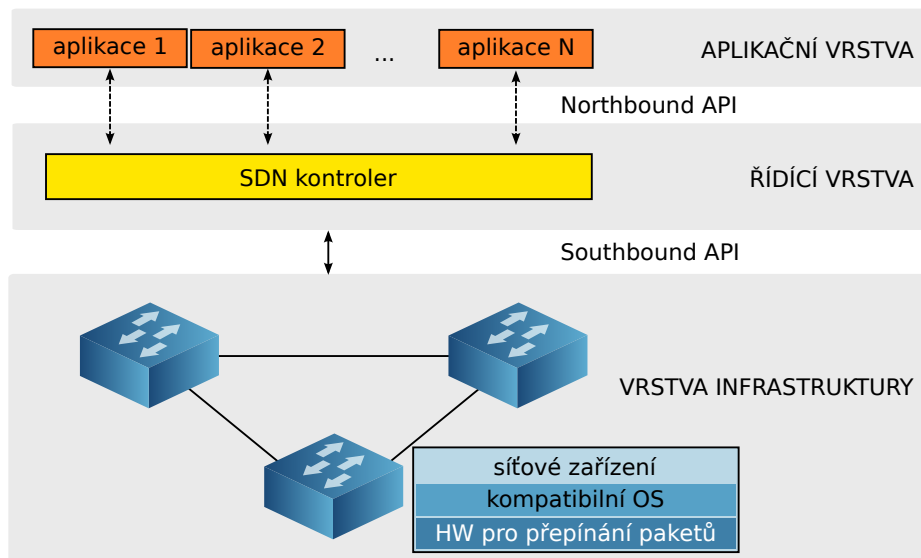 aplikace 1
aplikace 2
...
aplikace N
APLIKAČNÍ VRSTVA
Northbound API
SDN kontroler
ŘÍDÍCÍ VRSTVA
Southbound API
VRSTVA INFRASTRUKTURY
síťové zařízení
kompatibilní OS
HW pro přepínání paketů